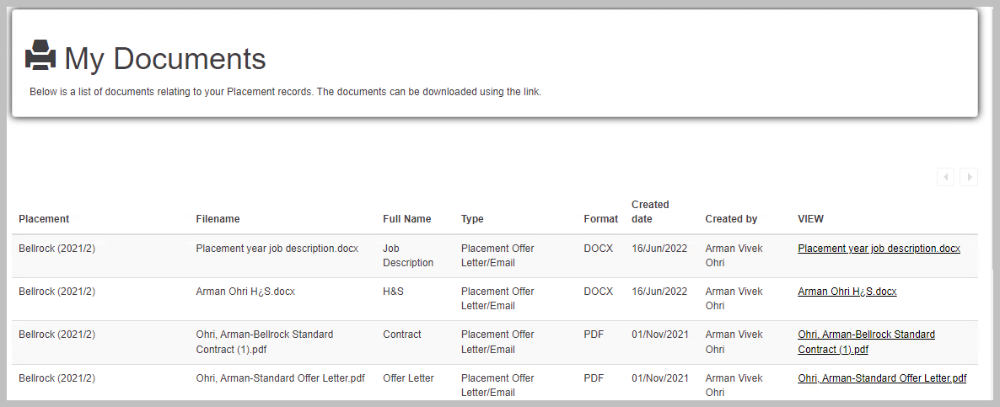 My Documents
Below is a list of documents relating to your Placement records. The documents can be downloaded using the link.
Placement Filename Full Name Type Format Created date Created by VIEW
Bellrock (2021/2) Placement year job description.docx Job Description Placement Offer Letter/Email DOCX 16/Jun/2022 Arman Vivek Ohri Placement year job description.docx
Bellrock (2021/2) Arman Ohri H¿S.docx H&S Placement Offer Letter/Email DOCX 16/Jun/2022 Arman Vivek Ohri Arman Ohri H¿S.docx
Bellrock (2021/2) Ohri, Arman-Bellrock Standard Contract (1).pdf Contract Placement Offer Letter/Email PDF 01/Nov/2021 Arman Vivek Ohri Ohri, Arman-Bellrock Standard Contract (1).pdf
Bellrock (2021/2) Ohri, Arman-Standard Offer Letter.pdf Offer Letter Placement Offer Letter/Email PDF 01/Nov/2021 Arman Vivek Ohri Ohri, Arman-Standard Offer Letter.pdf